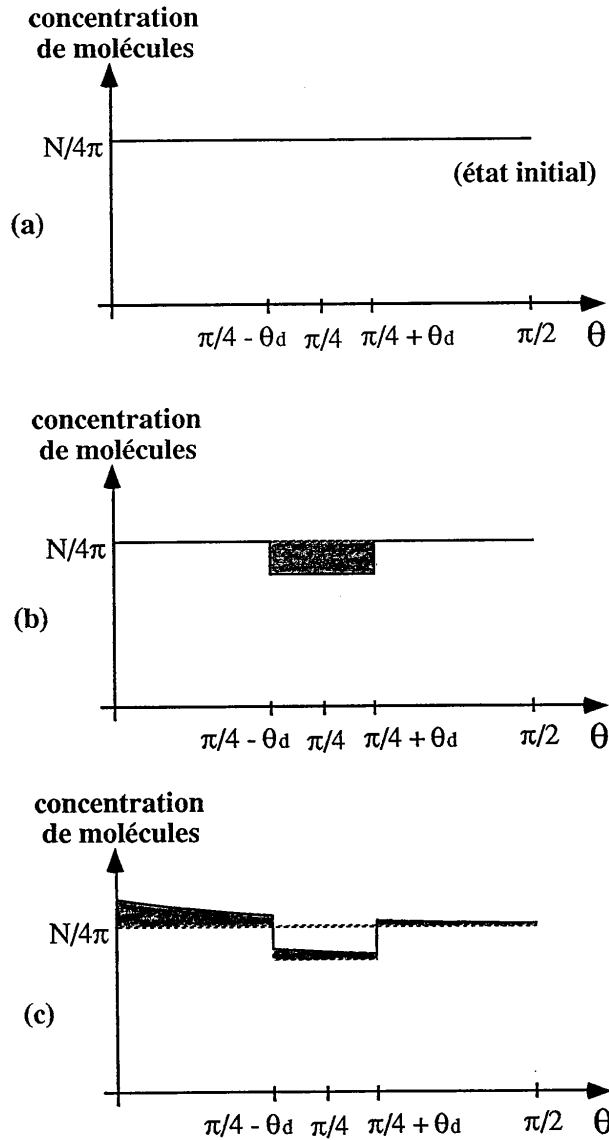 concentration
de molécules
N/4π
(état initial)
(a)
π/4 - θd π/4 π/4 + θd π/2 θ
concentration
de molécules
N/4π
(b)
π/4 - θd π/4 π/4 + θd π/2 θ
concentration
de molécules
N/4π
(c)
π/4 - θd π/4 π/4 + θd π/2 θ